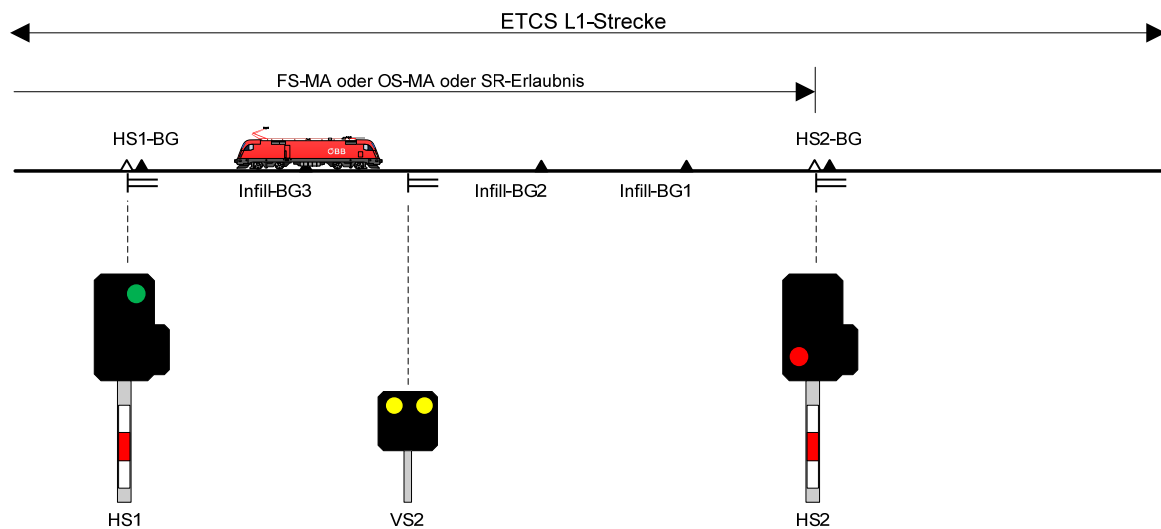 ETCS L1-Strecke
FS-MA oder OS-MA oder SR-Erlaubnis
HS1-BG
HS2-BG
ÖBB
Infill-BG3
Infill-BG2
Infill-BG1
HS1
VS2
HS2